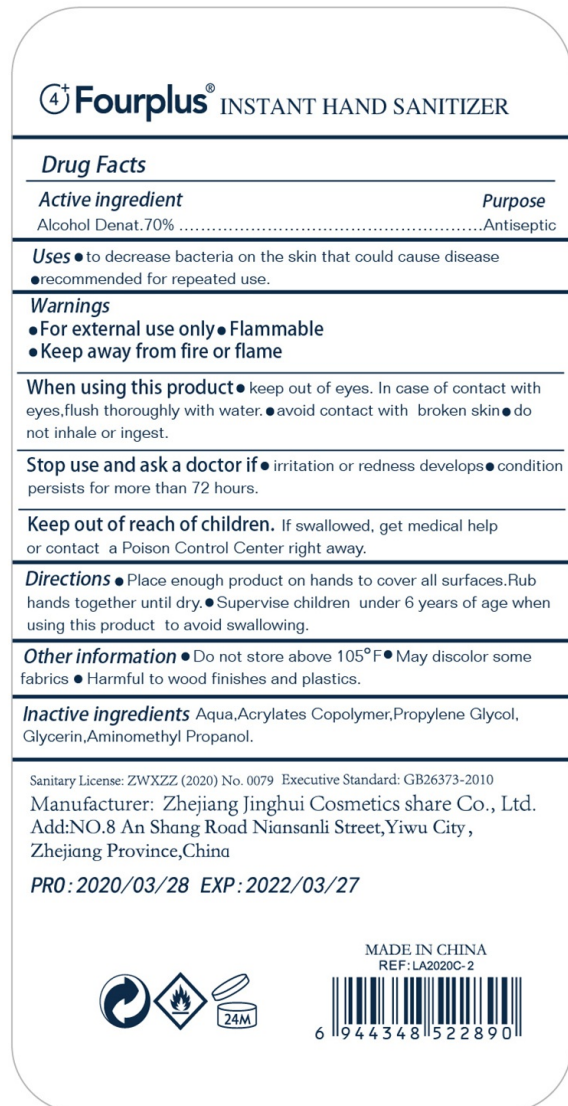 4+ Fourplus® INSTANT HAND SANITIZER
Drug Facts
Active ingredient Purpose
Alcohol Denat.70% ......................................................Antiseptic
Uses ● to decrease bacteria on the skin that could cause disease
●recommended for repeated use.
Warnings
● For external use only ● Flammable
● Keep away from fire or flame
When using this product ● keep out of eyes. In case of contact with
eyes,flush thoroughly with water. ● avoid contact with broken skin ● do
not inhale or ingest.
Stop use and ask a doctor if ● irritation or redness develops ● condition
persists for more than 72 hours.
Keep out of reach of children. If swallowed, get medical help
or contact a Poison Control Center right away.
Directions ● Place enough product on hands to cover all surfaces.Rub
hands together until dry. ● Supervise children under 6 years of age when
using this product to avoid swallowing.
Other information ● Do not store above 105°F ● May discolor some
fabrics ● Harmful to wood finishes and plastics.
Inactive ingredients Aqua,Acrylates Copolymer,Propylene Glycol,
Glycerin,Aminomethyl Propanol.
Sanitary License: ZWXZZ (2020) No. 0079 Executive Standard: GB26373-2010
Manufacturer: Zhejiang Jinghui Cosmetics share Co., Ltd.
Add:NO.8 An Shang Road Niansanli Street,Yiwu City,
Zhejiang Province,China
PRO: 2020/03/28 EXP: 2022/03/27
MADE IN CHINA
REF: LA2020C-2
24M
6 944348 522890